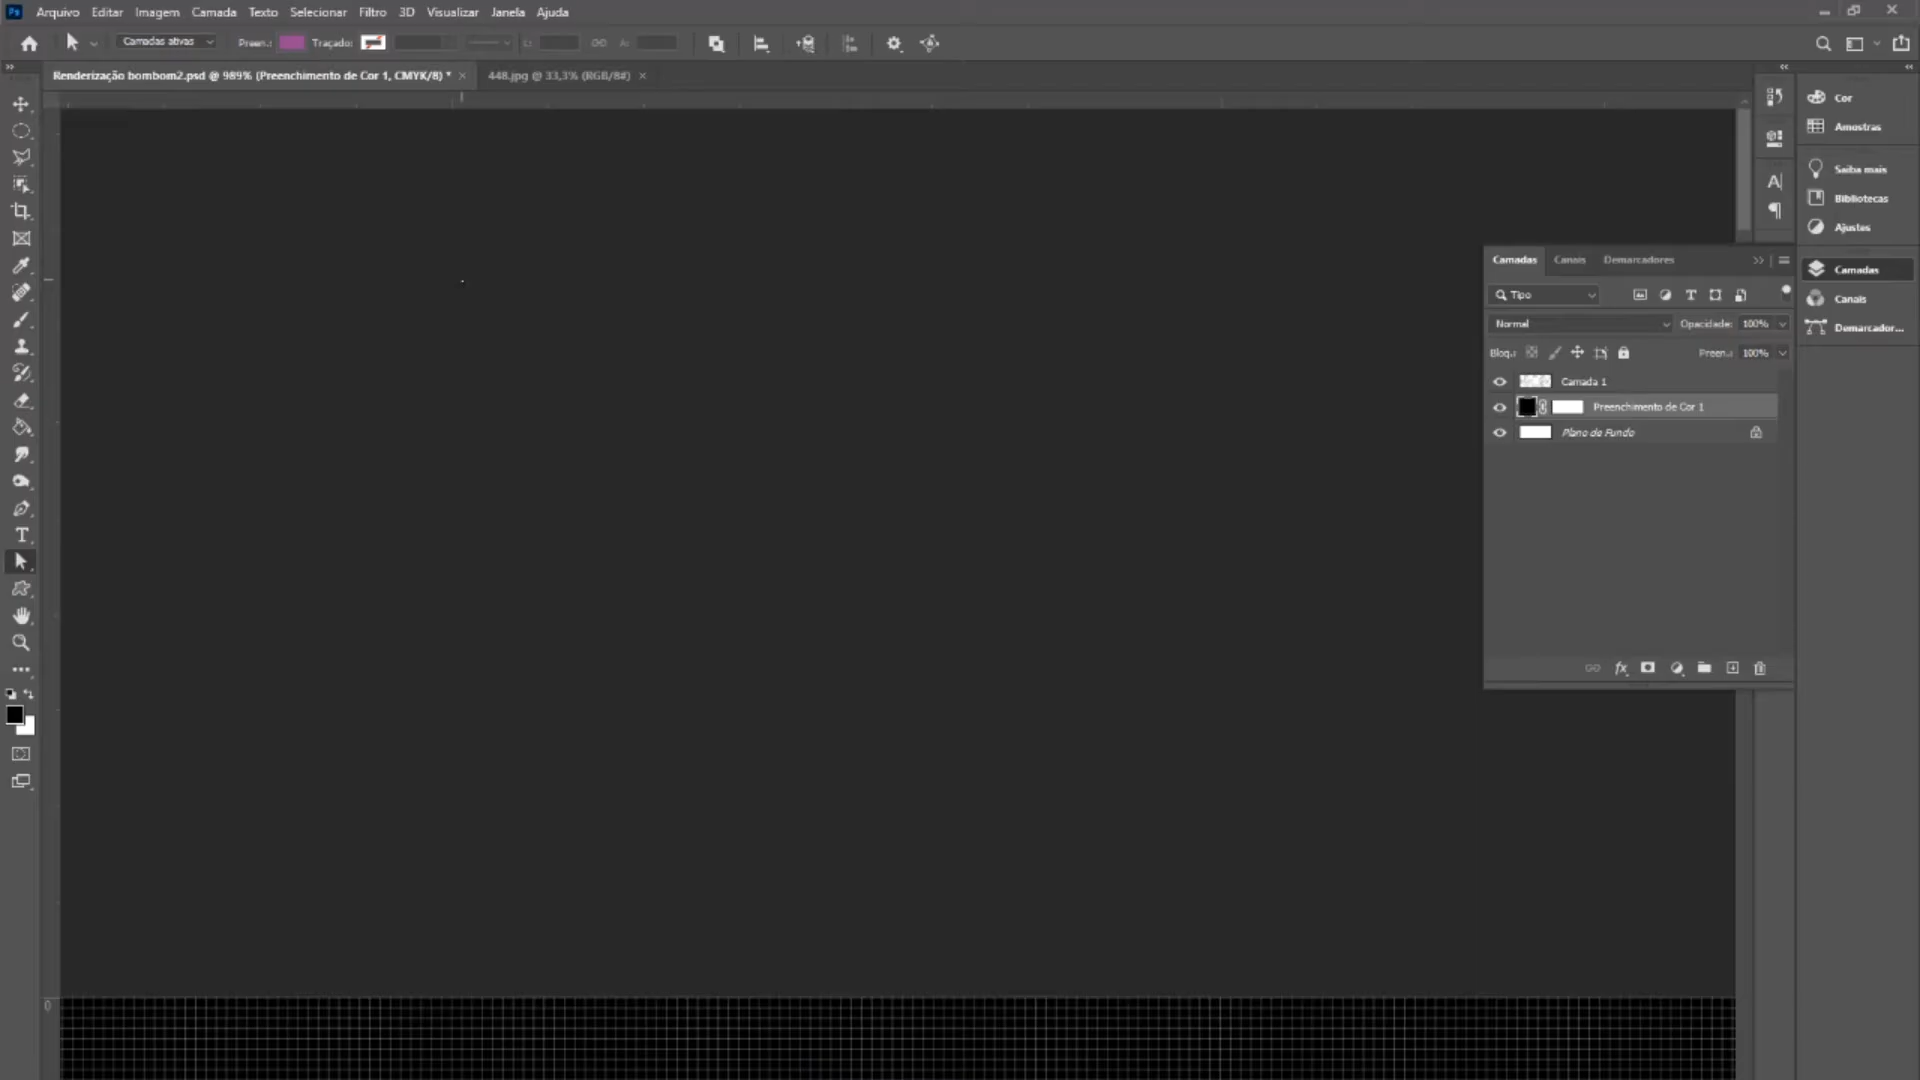 Ps Arquivo Editar Imagem Camada Texto Selecionar Filtro 3D Visualizar Janela Ajuda
Camadas ativas Preen.: Traçado: L: A:
Renderização bombom2.psd @ 989% (Preenchimento de Cor 1, CMYK/8) * × 448.jpg @ 33,3% (RGB/8#) ×
Cor
Amostras
Saiba mais
Bibliotecas
Ajustes
Camadas
Canais
Demarcador...
Camadas Canais Demarcadores
Tipo
Normal Opacidade: 100%
Bloq.: Preen.: 100%
Camada 1
Preenchimento de Cor 1
Plano de Fundo
fx
0